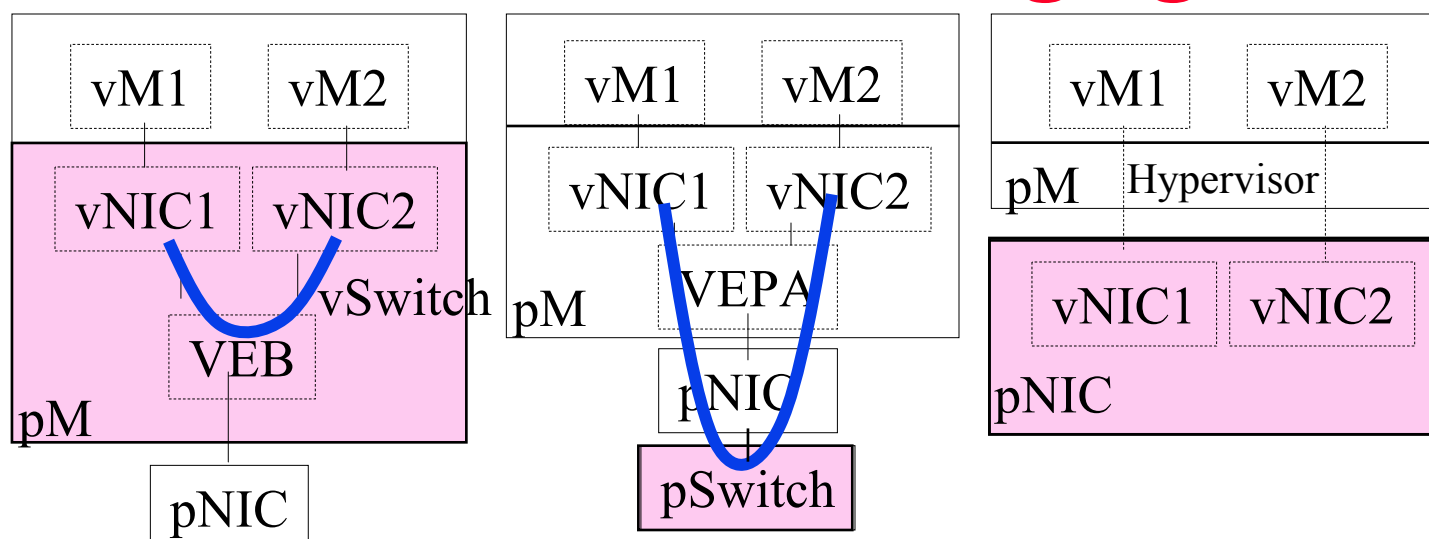 vM1 vM2
vNIC1 vNIC2
vSwitch
VEB
pM
pNIC
vM1 vM2
vNIC1 vNIC2
VEPA
pM
pNIC
pSwitch
vM1 vM2
pM Hypervisor
vNIC1 vNIC2
pNIC